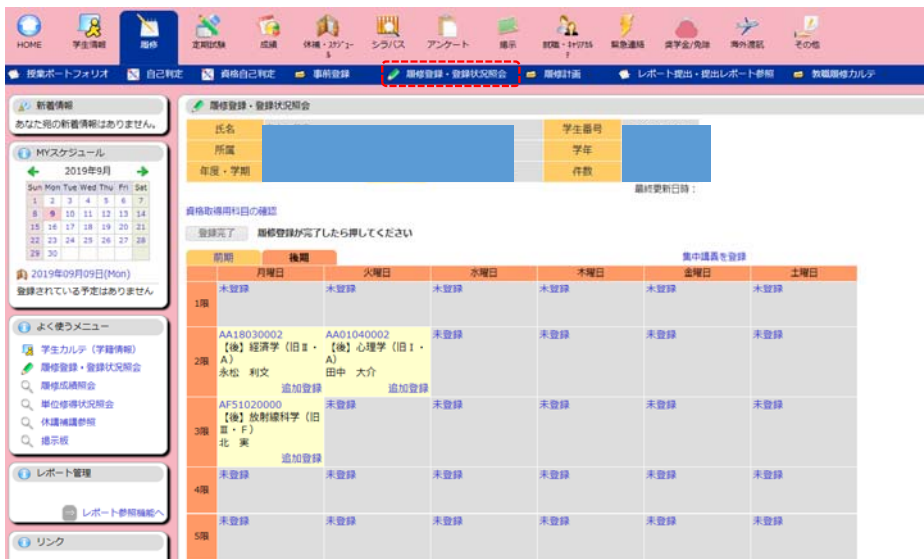 HOME 学生情報 履修 定期試験 成績 休補・スケジュール シラバス アンケート 掲示 就職・キャリアカルテ 緊急連絡 奨学金/免除 海外渡航 その他
授業ポートフォリオ 自己判定 資格自己判定 事前登録 履修登録・登録状況照会 履修計画 レポート提出・提出レポート参照 教職履修カルテ
新着情報
あなた宛の新着情報はありません。
MYスケジュール
2019年9月
Sun Mon Tue Wed Thu Fri Sat
1 2 3 4 5 6 7
8 9 10 11 12 13 14
15 16 17 18 19 20 21
22 23 24 25 26 27 28
29 30
2019年09月09日(Mon)
登録されている予定はありません
よく使うメニュー
学生カルテ（学籍情報）
履修登録・登録状況照会
履修成績照会
単位修得状況照会
休講補講参照
掲示板
レポート管理
レポート参照機能へ
リンク
履修登録・登録状況照会
氏名 学生番号
所属 学年
年度・学期 件数
最終更新日時：
資格取得用科目の確認
登録完了 履修登録が完了したら押してください
前期 後期 集中講義を登録
月曜日 火曜日 水曜日 木曜日 金曜日 土曜日
1限 未登録 未登録 未登録 未登録 未登録 未登録
2限
AA18030002
【後】経済学（旧Ⅱ・
A）
永松 利文
追加登録
AA01040002
【後】心理学（旧Ⅰ・
A）
田中 大介
追加登録
未登録 未登録 未登録 未登録
3限
AF51020000
【後】放射線科学（旧
Ⅲ・F）
北 実
追加登録
未登録 未登録 未登録 未登録 未登録
4限 未登録 未登録 未登録 未登録 未登録 未登録
5限 未登録 未登録 未登録 未登録 未登録 未登録